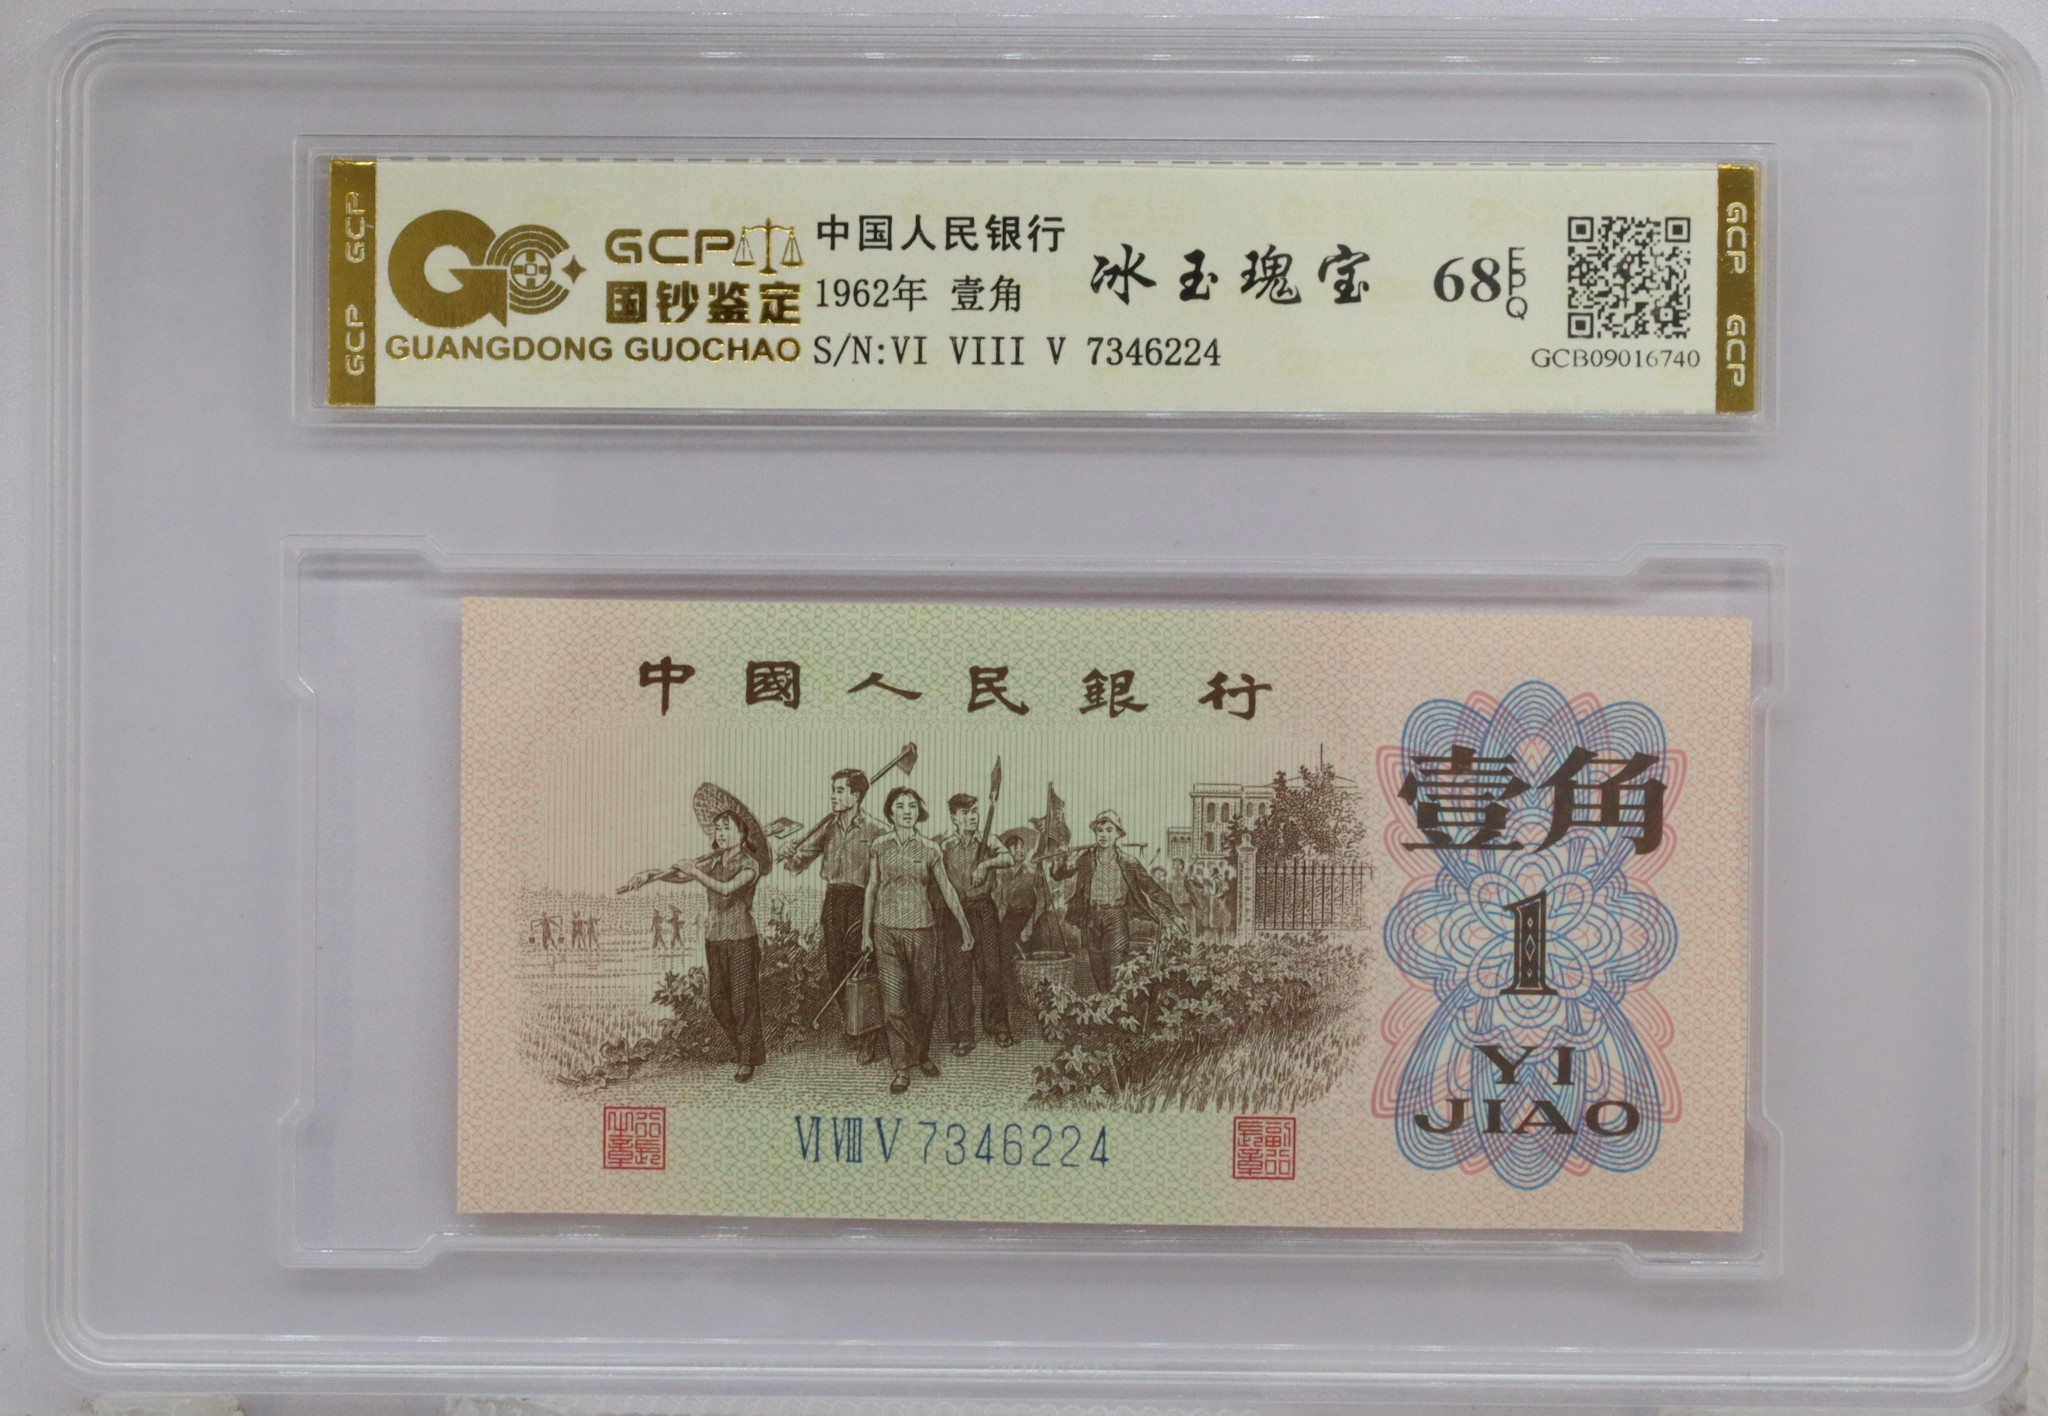 GCP
GCP
GCP
国钞鉴定
GUANGDONG GUOCHAO
中国人民银行
1962年 壹角
S/N:VI VIII V 7346224
冰玉瑰宝
68 EPQ
GCB09016740
GCP
GCP
中國人民銀行
壹角
1
YI
JIAO
VI VIII V 7346224